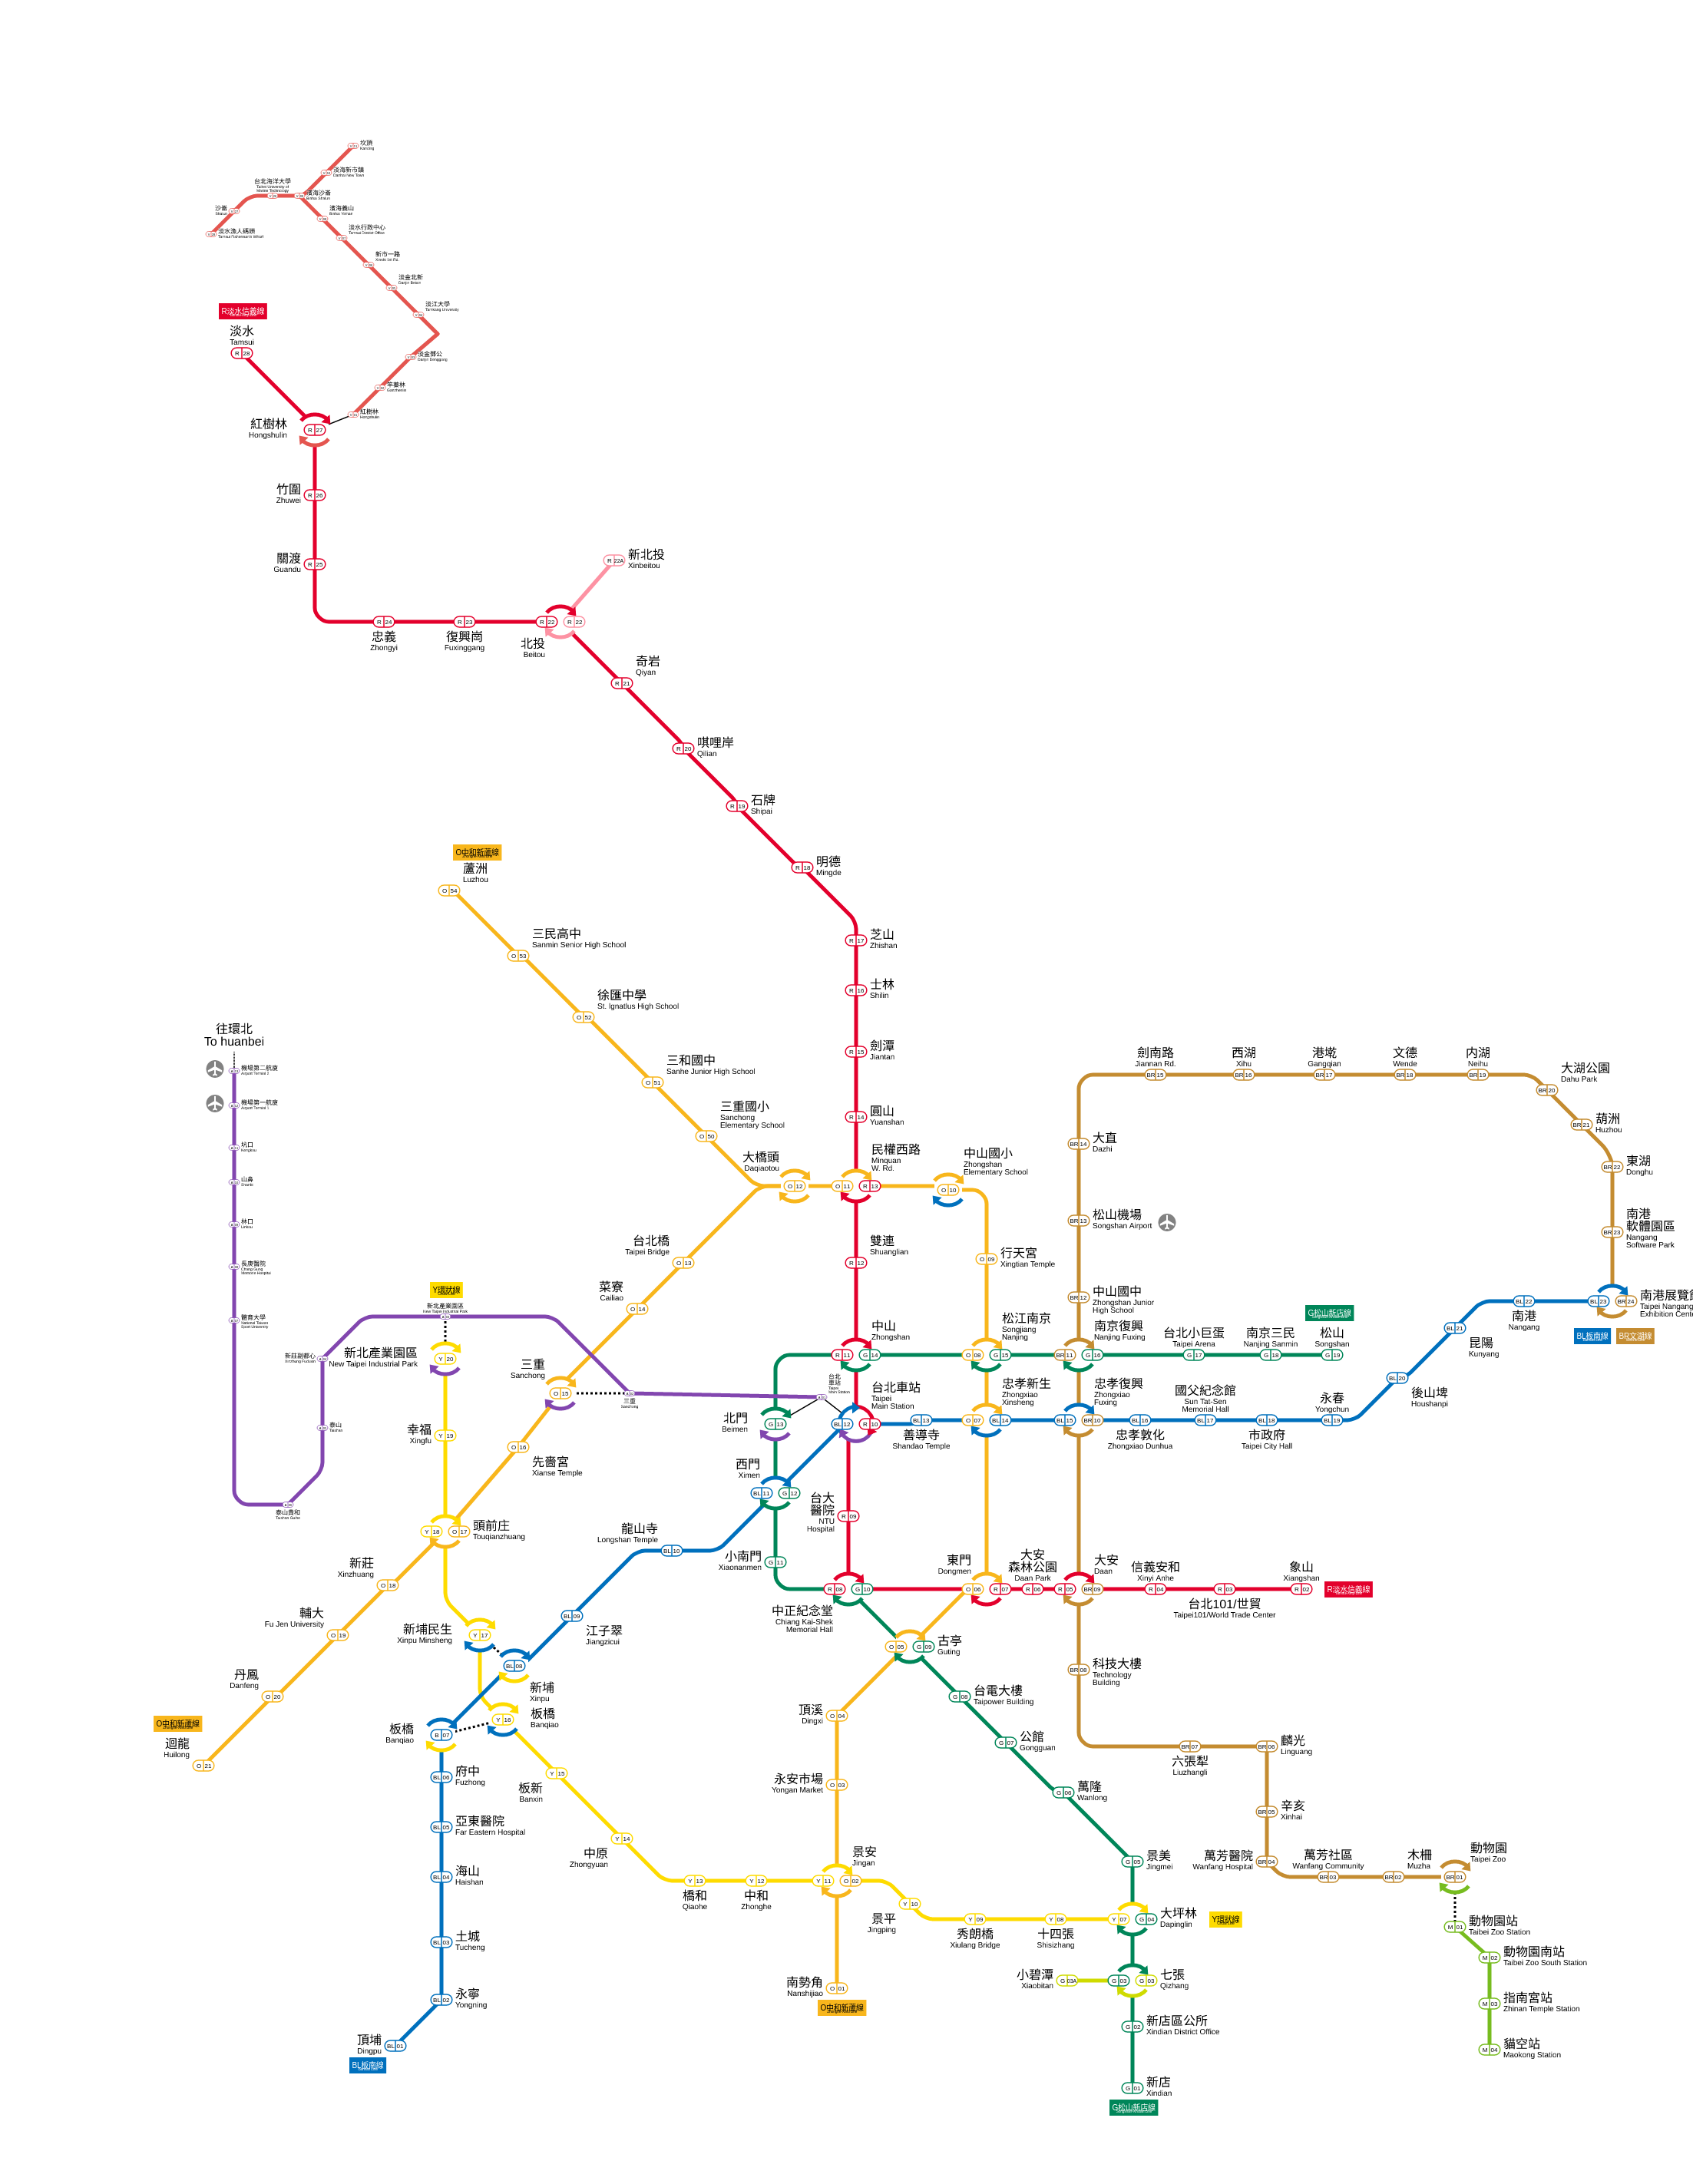 坎頂
Kanding
淡海新市鎮
Danhai New Town
台北海洋大學
Taipei University of
Marine Technology
濱海沙崙
Binhai Shalun
沙崙
Shalun
淡水漁人碼頭
Tamsui Fisherman's Wharf
濱海義山
Binhai Yishan
淡水行政中心
Tamsui District Office
新市一路
Xinshi 1st Rd.
淡金北新
Danjin Beixin
淡江大學
Tamkang University
淡金鄧公
Danjin Denggong
竿蓁林
Ganzhenlin
紅樹林
Hongshulin
R淡水信義線
淡水
Tamsui
R 28
紅樹林
Hongshulin
R 27
竹圍
Zhuwei
R 26
關渡
Guandu
R 25
忠義
Zhongyi
R 24
復興崗
Fuxinggang
R 23
北投
Beitou
R 22
R 22
R 22A
新北投
Xinbeitou
奇岩
Qiyan
R 21
唭哩岸
Qilian
R 20
石牌
Shipai
R 19
明德
Mingde
R 18
芝山
Zhishan
R 17
士林
Shilin
R 16
劍潭
Jiantan
R 15
圓山
Yuanshan
R 14
民權西路
Minquan
W. Rd.
O 11
R 13
雙連
Shuanglian
R 12
中山
Zhongshan
R 11
G 14
O中和新蘆線
蘆洲
Luzhou
O 54
三民高中
Sanmin Senior High School
O 53
徐匯中學
St. Ignatlus High School
O 52
三和國中
Sanhe Junior High School
O 51
三重國小
Sanchong
Elementary School
O 50
大橋頭
Daqiaotou
O 12
中山國小
Zhongshan
Elementary School
O 10
行天宮
Xingtian Temple
O 09
台北橋
Taipei Bridge
O 13
菜寮
Cailiao
O 14
三重
Sanchong
O 15
先嗇宮
Xianse Temple
O 16
頭前庄
Touqianzhuang
Y 18
O 17
新莊
Xinzhuang
O 18
輔大
Fu Jen University
O 19
丹鳳
Danfeng
O 20
O中和新蘆線
迴龍
Huilong
O 21
往環北
To huanbei
機場第二航廈
Airport Terminal 2
機場第一航廈
Airport Terminal 1
坑口
Kengkou
山鼻
Shanbi
林口
Linkou
長庚醫院
Chang Gung
Memorial Hospital
體育大學
National Taiwan
Sport University
泰山貴和
Taishan Guihe
泰山
Taishan
新莊副都心
Xinzhuang Fuduxin
新北產業園區
New Taipei Industrial Park
三重
Sanchong
台北
車站
Taipei
Main Station
Y環狀線
新北產業園區
New Taipei Industrial Park
Y 20
幸福
Xingfu
Y 19
新埔民生
Xinpu Minsheng
Y 17
板橋
Banqiao
Y 16
板新
Banxin
Y 15
中原
Zhongyuan
Y 14
橋和
Qiaohe
Y 13
中和
Zhonghe
Y 12
景安
Jingan
Y 11
O 02
景平
Jingping
Y 10
秀朗橋
Xiulang Bridge
Y 09
十四張
Shisizhang
Y 08
大坪林
Dapinglin
Y 07
G 04
Y環狀線
北門
Beimen
G 13
台北車站
Taipei
Main Station
BL 12
R 10
西門
Ximen
BL 11
G 12
龍山寺
Longshan Temple
BL 10
江子翠
Jiangzicui
BL 09
新埔
Xinpu
BL 08
板橋
Banqiao
B 07
府中
Fuzhong
BL 06
亞東醫院
Far Eastern Hospital
BL 05
海山
Haishan
BL 04
土城
Tucheng
BL 03
永寧
Yongning
BL 02
頂埔
Dingpu
BL 01
BL板南線
小南門
Xiaonanmen
G 11
台大
醫院
NTU
Hospital
R 09
中正紀念堂
Chiang Kai-Shek
Memorial Hall
R 08
G 10
東門
Dongmen
O 06
R 07
大安
森林公園
Daan Park
R 06
大安
Daan
R 05
BR 09
信義安和
Xinyi Anhe
R 04
台北101/世貿
Taipei101/World Trade Center
R 03
象山
Xiangshan
R 02
R淡水信義線
善導寺
Shandao Temple
BL 13
忠孝新生
Zhongxiao
Xinsheng
O 07
BL 14
忠孝復興
Zhongxiao
Fuxing
BL 15
BR 10
忠孝敦化
Zhongxiao Dunhua
BL 16
國父紀念館
Sun Tat-Sen
Memorial Hall
BL 17
市政府
Taipei City Hall
BL 18
永春
Yongchun
BL 19
後山埤
Houshanpi
BL 20
昆陽
Kunyang
BL 21
南港
Nangang
BL 22
南港展覽館
Taipei Nangang
Exhibition Center
BL 23
BR 24
BL板南線
BR文湖線
松江南京
Songjiang
Nanjing
O 08
G 15
南京復興
Nanjing Fuxing
BR 11
G 16
台北小巨蛋
Taipei Arena
G 17
南京三民
Nanjing Sanmin
G 18
松山
Songshan
G 19
G松山新店線
中山國中
Zhongshan Junior
High School
BR 12
松山機場
Songshan Airport
BR 13
大直
Dazhi
BR 14
劍南路
Jiannan Rd.
BR 15
西湖
Xihu
BR 16
港墘
Gangqian
BR 17
文德
Wende
BR 18
內湖
Neihu
BR 19
大湖公園
Dahu Park
BR 20
葫洲
Huzhou
BR 21
東湖
Donghu
BR 22
南港
軟體園區
Nangang
Software Park
BR 23
科技大樓
Technology
Building
BR 08
六張犁
Liuzhangli
BR 07
麟光
Linguang
BR 06
辛亥
Xinhai
BR 05
萬芳醫院
Wanfang Hospital
BR 04
萬芳社區
Wanfang Community
BR 03
木柵
Muzha
BR 02
動物園
Taipei Zoo
BR 01
動物園站
Taipei Zoo Station
M 01
動物園南站
Taipei Zoo South Station
M 02
指南宮站
Zhinan Temple Station
M 03
貓空站
Maokong Station
M 04
古亭
Guting
O 05
G 09
頂溪
Dingxi
O 04
永安市場
Yongan Market
O 03
南勢角
Nanshijiao
O 01
O中和新蘆線
台電大樓
Taipower Building
G 08
公館
Gongguan
G 07
萬隆
Wanlong
G 06
景美
Jingmei
G 05
小碧潭
Xiaobitan
G 03A
七張
Qizhang
G 03
G 03
新店區公所
Xindian District Office
G 02
新店
Xindian
G 01
G松山新店線